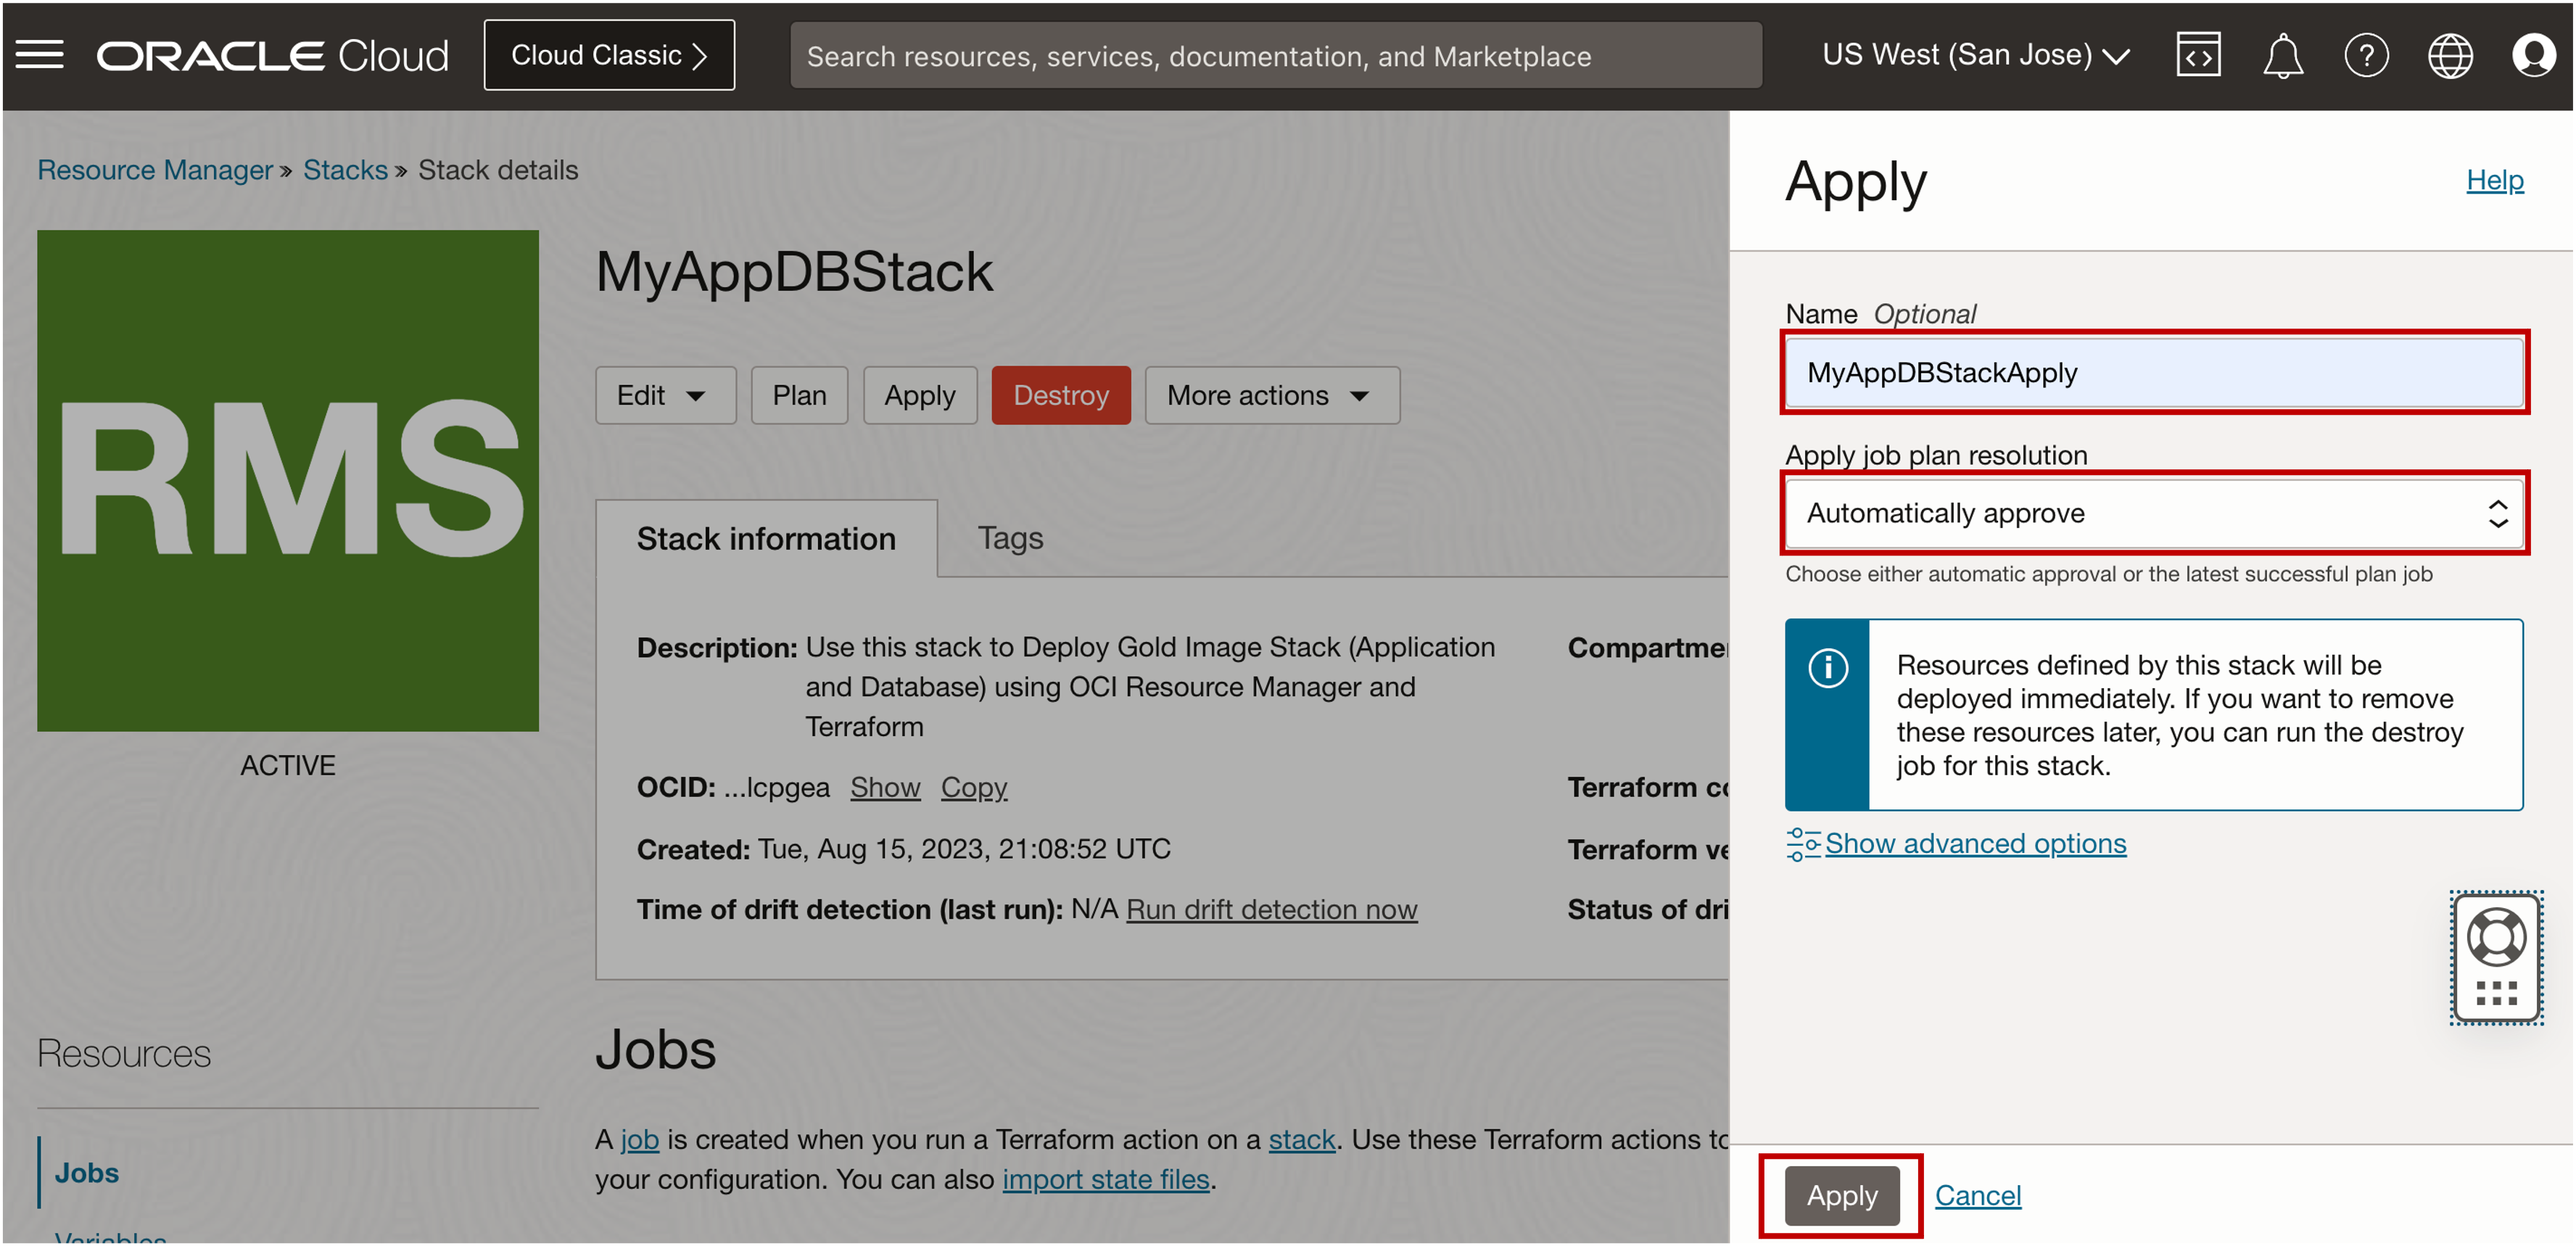 ORACLE Cloud
Cloud Classic
Search resources, services, documentation, and Marketplace
US West (San Jose)
Resource Manager » Stacks » Stack details
RMS
ACTIVE
Resources
Jobs
Variables
MyAppDBStack
Edit
Plan
Apply
Destroy
More actions
Stack information
Tags
Description: Use this stack to Deploy Gold Image Stack (Application
and Database) using OCI Resource Manager and
Terraform
OCID: ...lcpgea Show Copy
Created: Tue, Aug 15, 2023, 21:08:52 UTC
Time of drift detection (last run): N/A Run drift detection now
Terraform
Terraform
Status of
Jobs
A job is created when you run a Terraform action on a stack. Use these Terraform actions
your configuration. You can also import state files.
Apply
Help
Name Optional
MyAppDBStackApply
Apply job plan resolution
Automatically approve
Choose either automatic approval or the latest successful plan job
Resources defined by this stack will be
deployed immediately. If you want to remove
these resources later, you can run the destroy
job for this stack.
Show advanced options
Apply
Cancel